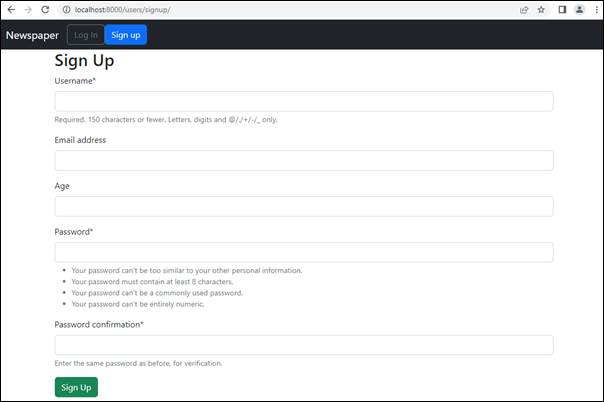 localhost:8000/users/signup/
Newspaper Log In Sign up
Sign Up
Username*
Required. 150 characters or fewer. Letters, digits and @/./+/-/_ only.
Email address
Age
Password*
Your password can't be too similar to your other personal information.
Your password must contain at least 8 characters.
Your password can't be a commonly used password.
Your password can't be entirely numeric.
Password confirmation*
Enter the same password as before, for verification.
Sign Up